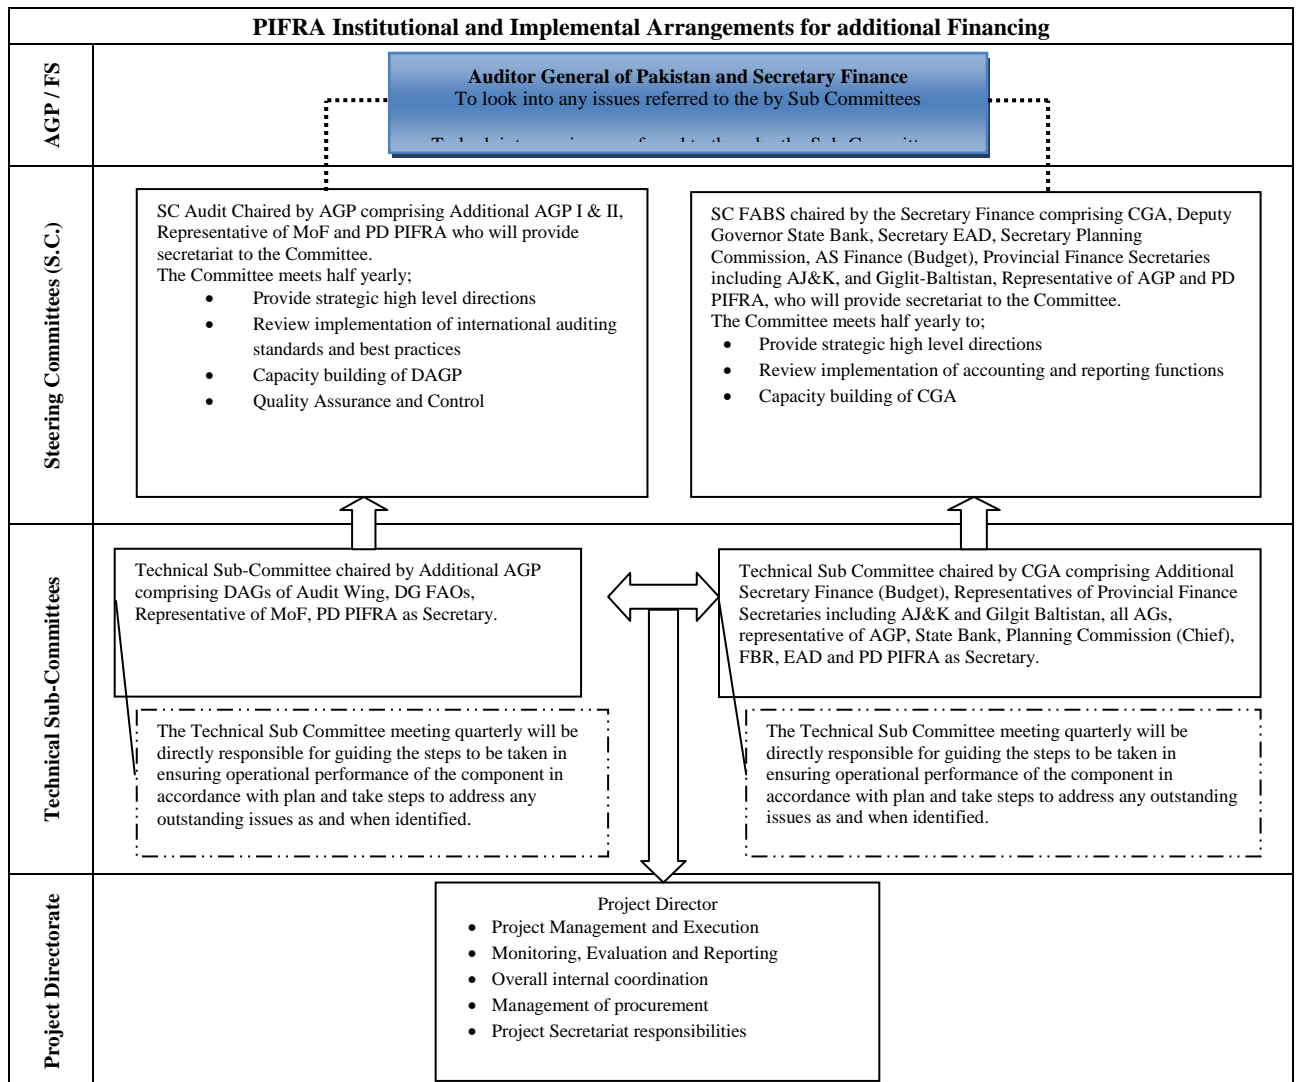 PIFRA Institutional and Implemental Arrangements for additional Financing
AGP / FS
Auditor General of Pakistan and Secretary Finance
To look into any issues referred to the by Sub Committees
Steering Committees (S.C.)
SC Audit Chaired by AGP comprising Additional AGP I & II,
Representative of MoF and PD PIFRA who will provide
secretariat to the Committee.
The Committee meets half yearly;
• Provide strategic high level directions
• Review implementation of international auditing
standards and best practices
• Capacity building of DAGP
• Quality Assurance and Control
SC FABS chaired by the Secretary Finance comprising CGA, Deputy
Governor State Bank, Secretary EAD, Secretary Planning
Commission, AS Finance (Budget), Provincial Finance Secretaries
including AJ&K, and Giglit-Baltistan, Representative of AGP and PD
PIFRA, who will provide secretariat to the Committee.
The Committee meets half yearly to;
• Provide strategic high level directions
• Review implementation of accounting and reporting functions
• Capacity building of CGA
Technical Sub-Committees
Technical Sub-Committee chaired by Additional AGP
comprising DAGs of Audit Wing, DG FAOs,
Representative of MoF, PD PIFRA as Secretary.
The Technical Sub Committee meeting quarterly will be
directly responsible for guiding the steps to be taken in
ensuring operational performance of the component in
accordance with plan and take steps to address any
outstanding issues as and when identified.
Technical Sub Committee chaired by CGA comprising Additional
Secretary Finance (Budget), Representatives of Provincial Finance
Secretaries including AJ&K and Gilgit Baltistan, all AGs,
representative of AGP, State Bank, Planning Commission (Chief),
FBR, EAD and PD PIFRA as Secretary.
The Technical Sub Committee meeting quarterly will be
directly responsible for guiding the steps to be taken in
ensuring operational performance of the component in
accordance with plan and take steps to address any outstanding
issues as and when identified.
Project Directorate
Project Director
• Project Management and Execution
• Monitoring, Evaluation and Reporting
• Overall internal coordination
• Management of procurement
• Project Secretariat responsibilities